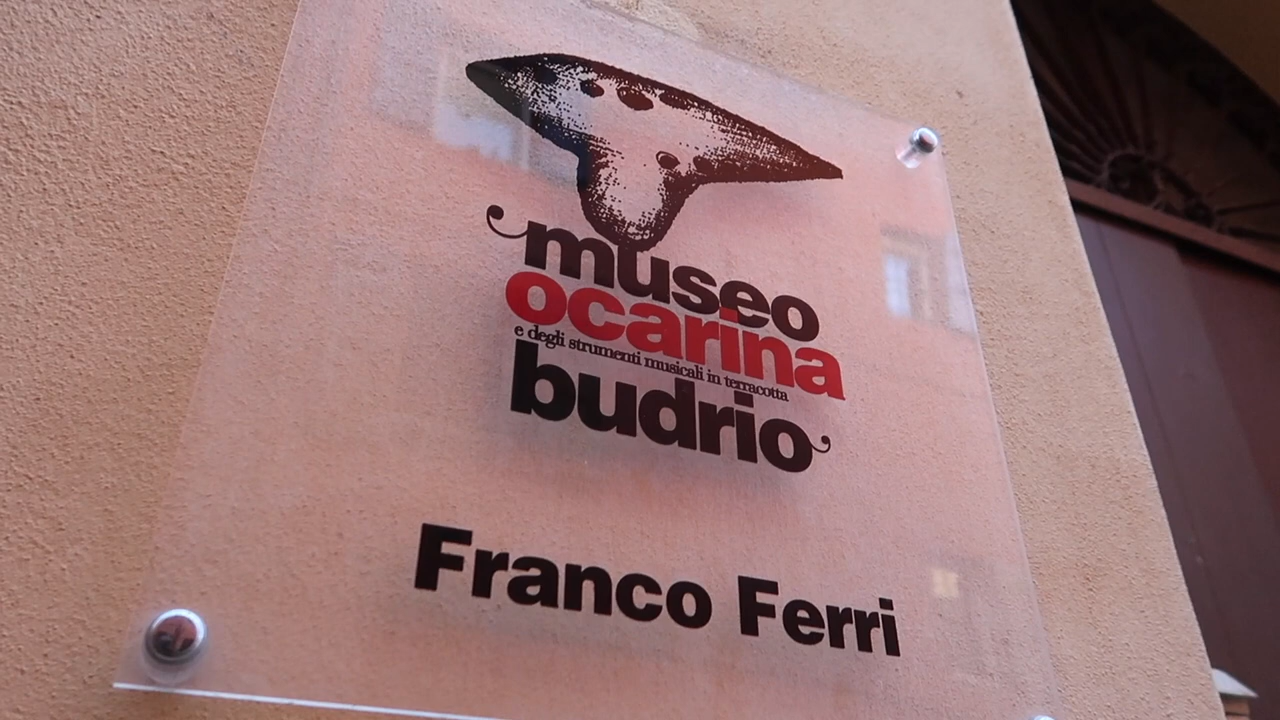 museo
ocarina
e degli strumenti musicali in terracotta
budrio
Franco Ferri